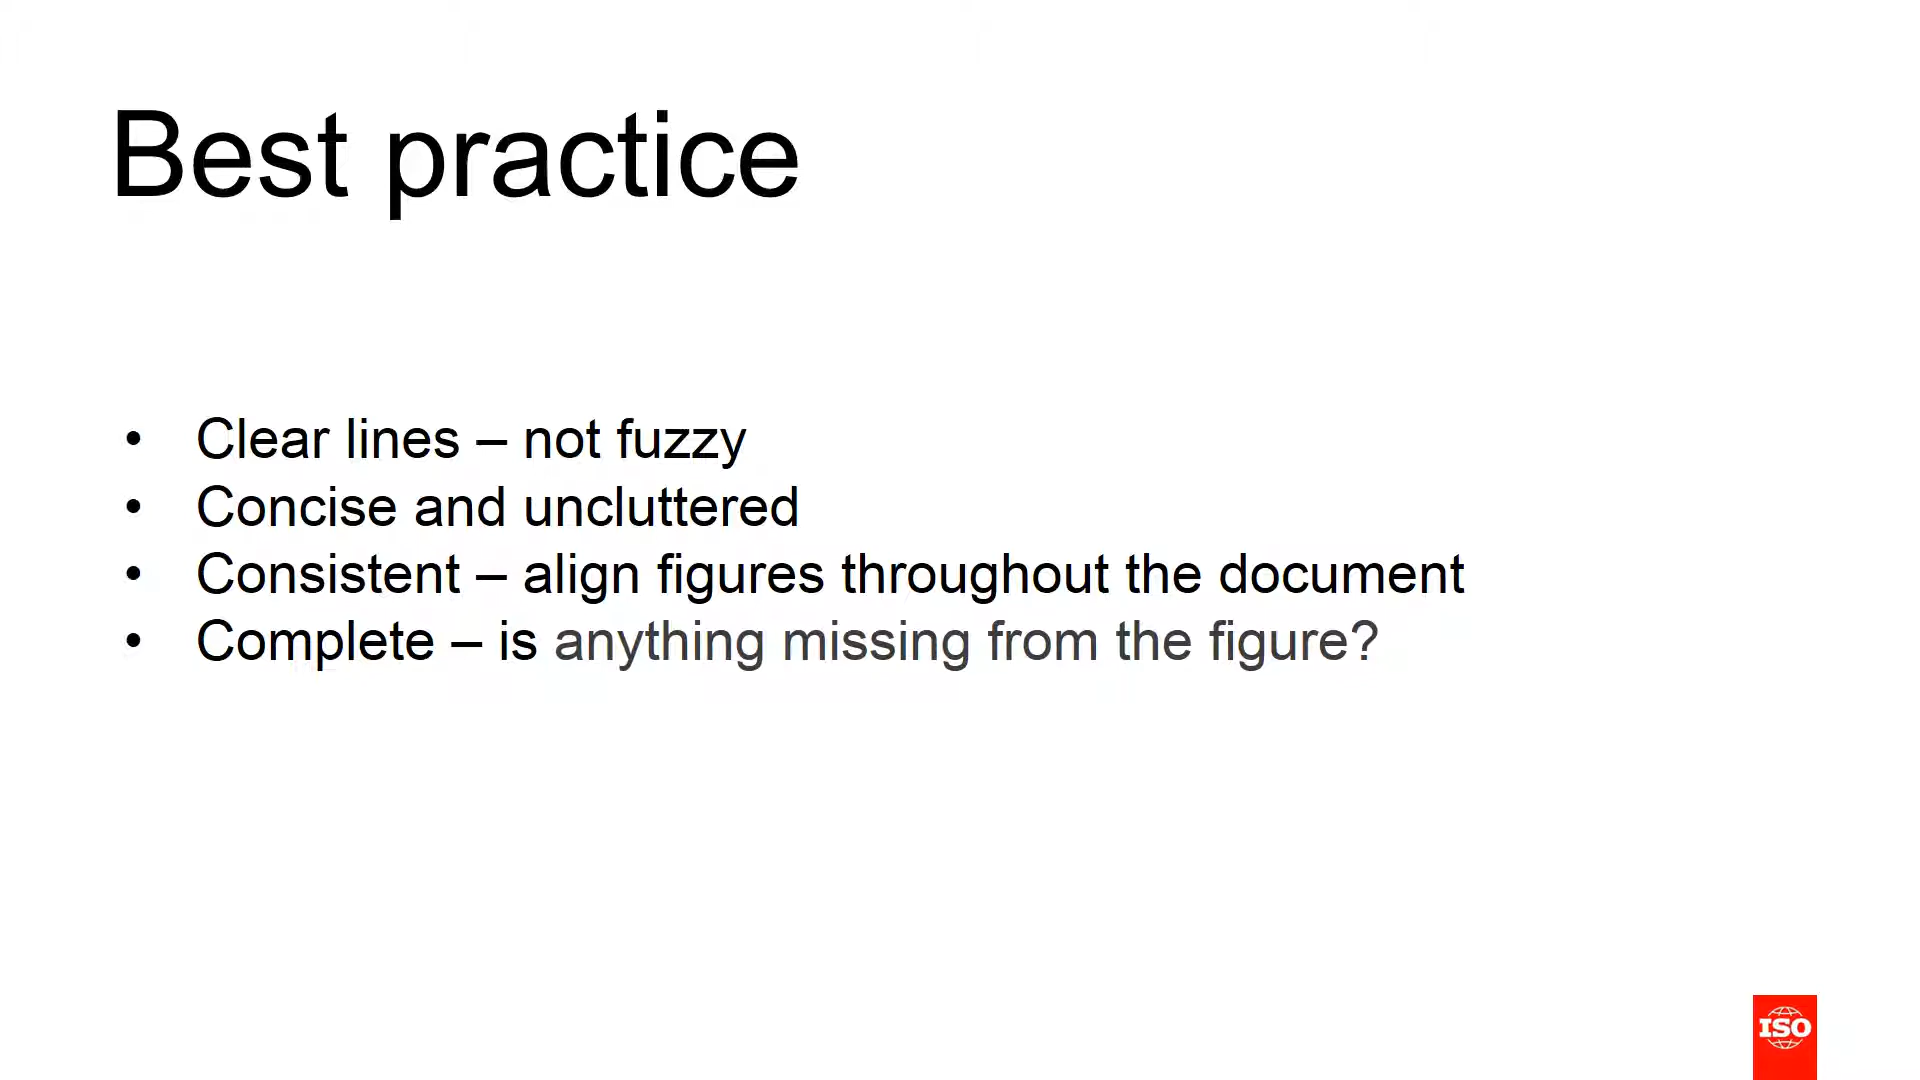 Best practice
• Clear lines – not fuzzy
• Concise and uncluttered
• Consistent – align figures throughout the document
• Complete – is anything missing from the figure?
ISO